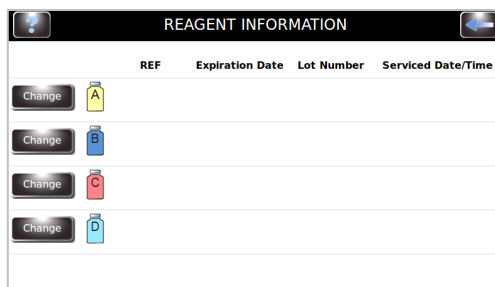 ?
REAGENT INFORMATION
REF Expiration Date Lot Number Serviced Date/Time
Change A
Change B
Change C
Change D